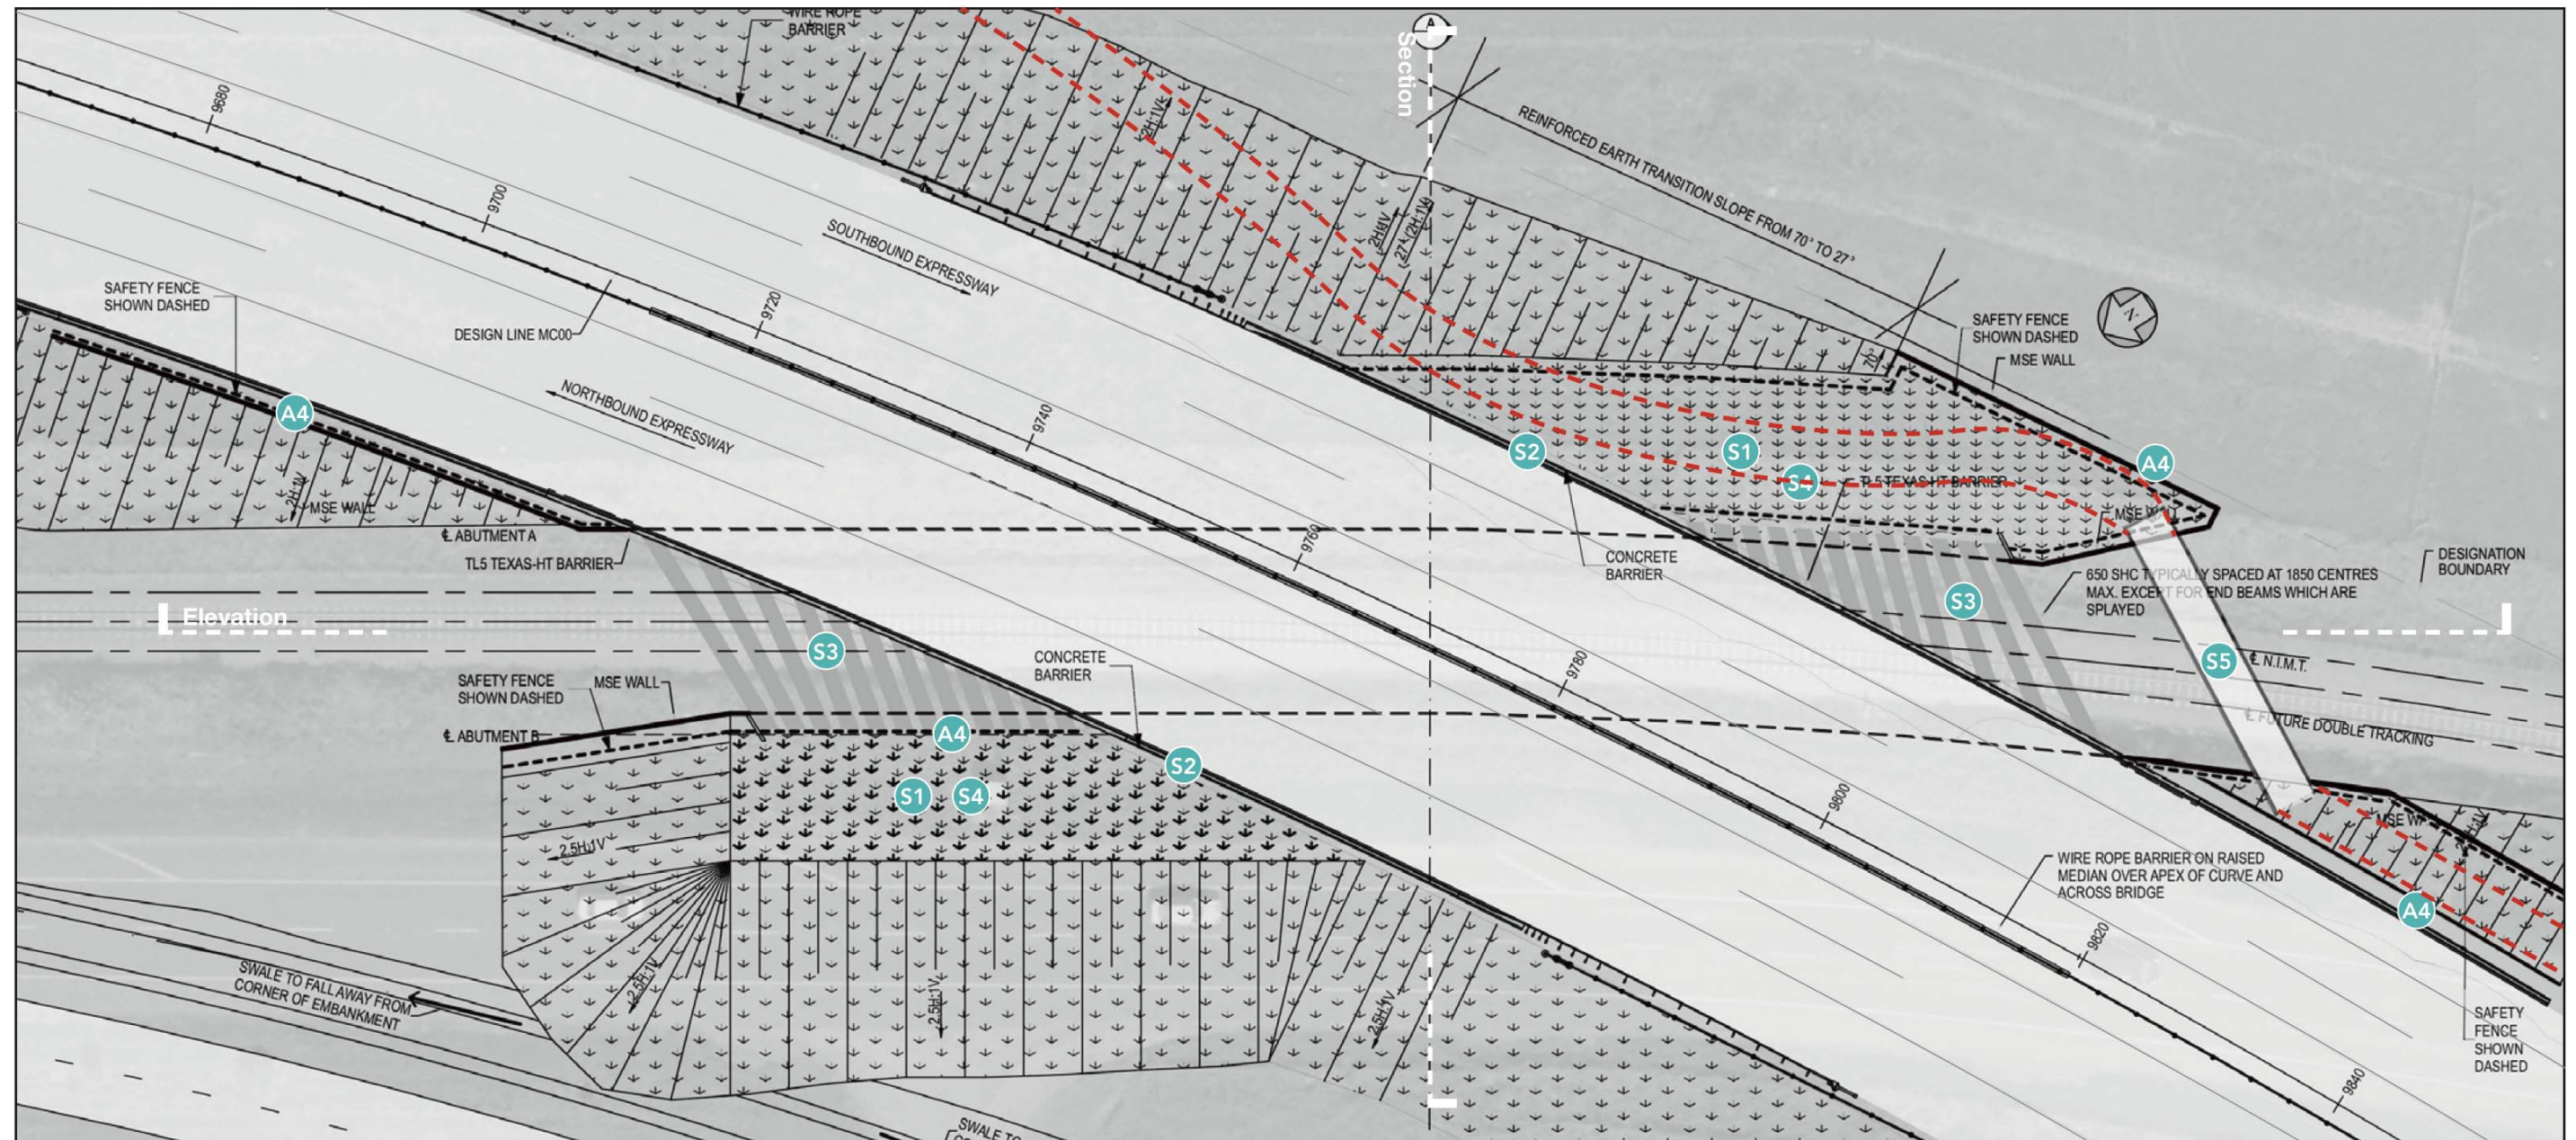 WIRE ROPE
BARRIER
A
Section
9680
REINFORCED EARTH TRANSITION SLOPE FROM 70° TO 27°
2H:1V
9700
SOUTHBOUND EXPRESSWAY
2H:1V
27° (2H:1V)
SAFETY FENCE
SHOWN DASHED
9720
DESIGN LINE MC00
N
SAFETY FENCE
SHOWN DASHED
MSE WALL
70°
NORTHBOUND EXPRESSWAY
A4
9740
S2
S1
A4
S4
TL5 TEXAS-HT BARRIER
2H:1V
MSE WALL
MSE WALL
℄ ABUTMENT A
TL5 TEXAS-HT BARRIER
9760
CONCRETE
BARRIER
DESIGNATION
BOUNDARY
650 SHC TYPICALLY SPACED AT 1850 CENTRES
MAX. EXCEPT FOR END BEAMS WHICH ARE
SPLAYED
S3
Elevation
S3
CONCRETE
BARRIER
9780
S5
℄ N.I.M.T.
SAFETY FENCE
SHOWN DASHED
MSE WALL
℄ FUTURE DOUBLE TRACKING
℄ ABUTMENT B
A4
S2
S1
S4
9800
MSE
2.5H:1V
WIRE ROPE BARRIER ON RAISED
MEDIAN OVER APEX OF CURVE AND
ACROSS BRIDGE
A4
9820
SWALE TO FALL AWAY FROM
CORNER OF EMBANKMENT
2.5H:1V
2.5H:1V
2.5H:1V
SAFETY
FENCE
SHOWN
DASHED
9840
SWALE TO